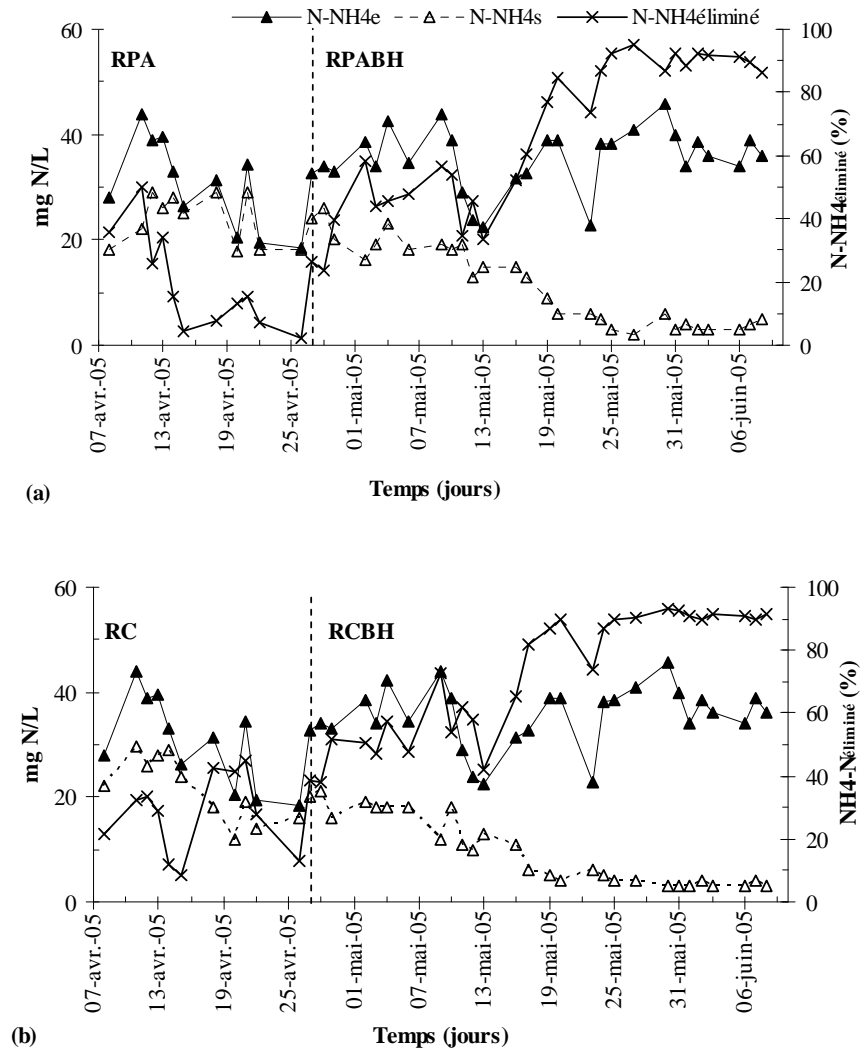 N-NH4e N-NH4s N-NH4éliminé
RPA RPABH
60
40
20
0
mg N/L
100
80
60
40
20
0
N-NH4éliminé (%)
07-avr.-05
13-avr.-05
19-avr.-05
25-avr.-05
01-mai-05
07-mai-05
13-mai-05
19-mai-05
25-mai-05
31-mai-05
06-juin-05
(a) Temps (jours)
RC RCBH
60
40
20
0
mg N/L
100
80
60
40
20
0
NH4-Néliminé (%)
07-avr.-05
13-avr.-05
19-avr.-05
25-avr.-05
01-mai-05
07-mai-05
13-mai-05
19-mai-05
25-mai-05
31-mai-05
06-juin-05
(b) Temps (jours)